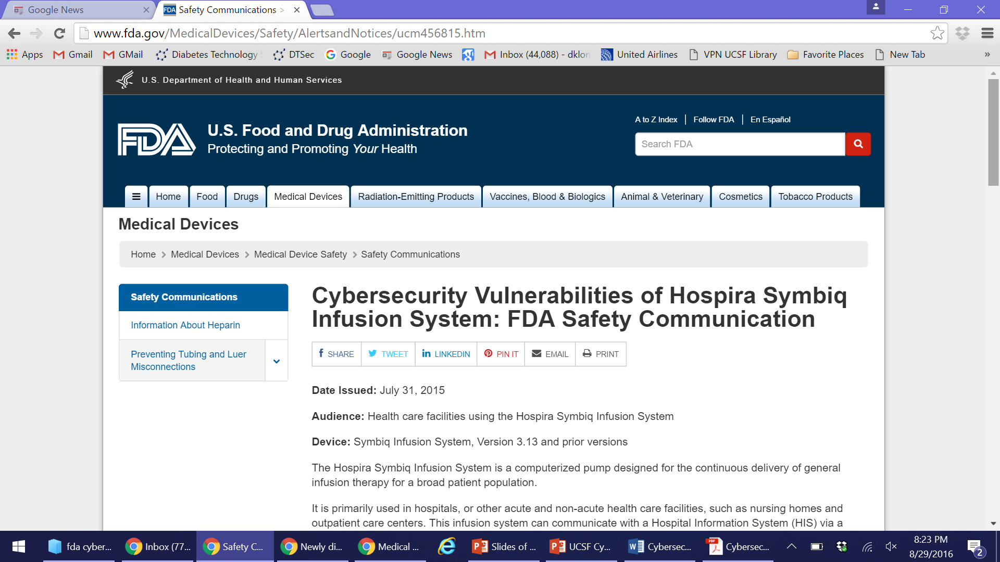 Google News
FDA Safety Communications >
www.fda.gov/MedicalDevices/Safety/AlertsandNotices/ucm456815.htm
Apps Gmail GMail Diabetes Technology DTSec Google Google News Inbox (44,088) - dklon United Airlines VPN UCSF Library Favorite Places New Tab »
U.S. Department of Health and Human Services
A to Z Index Follow FDA En Español
FDA U.S. Food and Drug Administration
Protecting and Promoting Your Health
Search FDA
Home Food Drugs Medical Devices Radiation-Emitting Products Vaccines, Blood & Biologics Animal & Veterinary Cosmetics Tobacco Products
Medical Devices
Home Medical Devices Medical Device Safety Safety Communications
Safety Communications
Information About Heparin
Preventing Tubing and Luer
Misconnections
Cybersecurity Vulnerabilities of Hospira Symbiq
Infusion System: FDA Safety Communication
SHARE TWEET LINKEDIN PIN IT EMAIL PRINT
Date Issued: July 31, 2015
Audience: Health care facilities using the Hospira Symbiq Infusion System
Device: Symbiq Infusion System, Version 3.13 and prior versions
The Hospira Symbiq Infusion System is a computerized pump designed for the continuous delivery of general
infusion therapy for a broad patient population.
It is primarily used in hospitals, or other acute and non-acute health care facilities, such as nursing homes and
outpatient care centers. This infusion system can communicate with a Hospital Information System (HIS) via a
fda cyber... Inbox (77... Safety C... Newly di... Medical ... Slides of ... UCSF Cy... Cybersec... Cybersec... 8:23 PM
8/29/2016
2